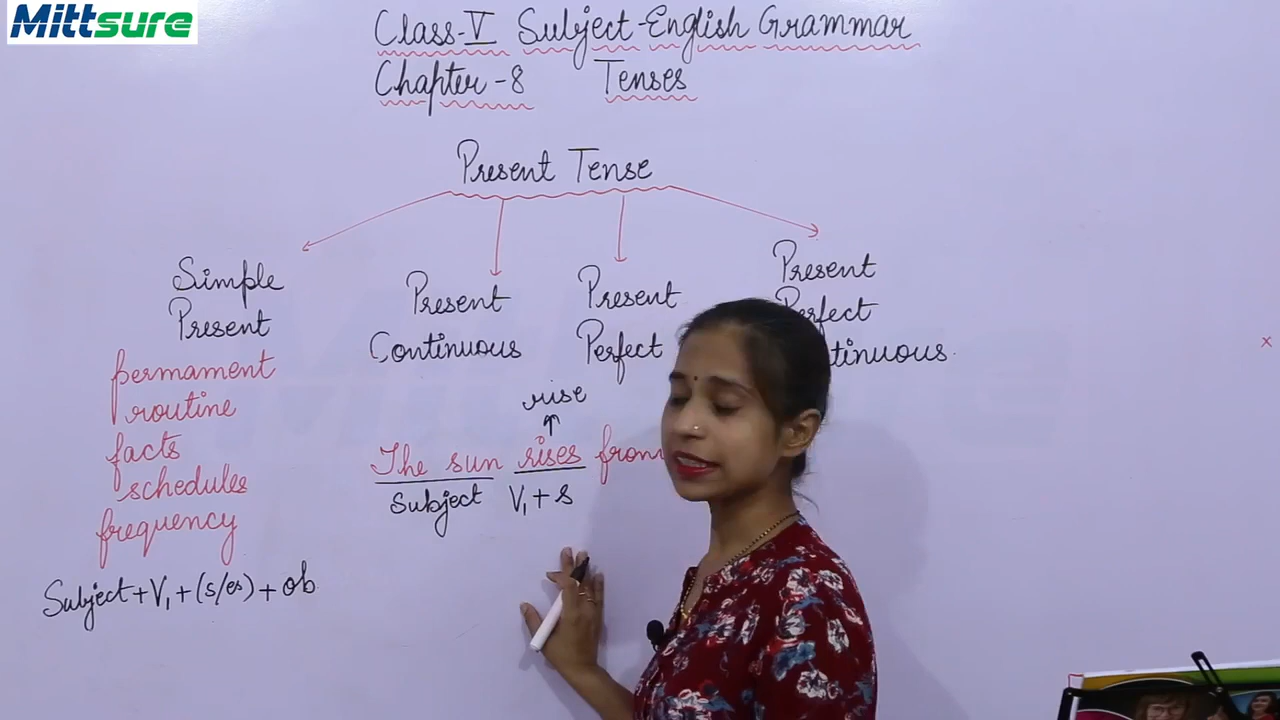 Mittsure
Class-V Subject-English Grammar
Chapter-8 Tenses
Present Tense
Simple
Present
permament
routine
facts
schedules
frequency
Subject+V₁+(s/es)+ob
Present
Continuous
Present
Perfect
Present
Perfect
tinuous
rise
The sun rises from
Subject V₁+s
x